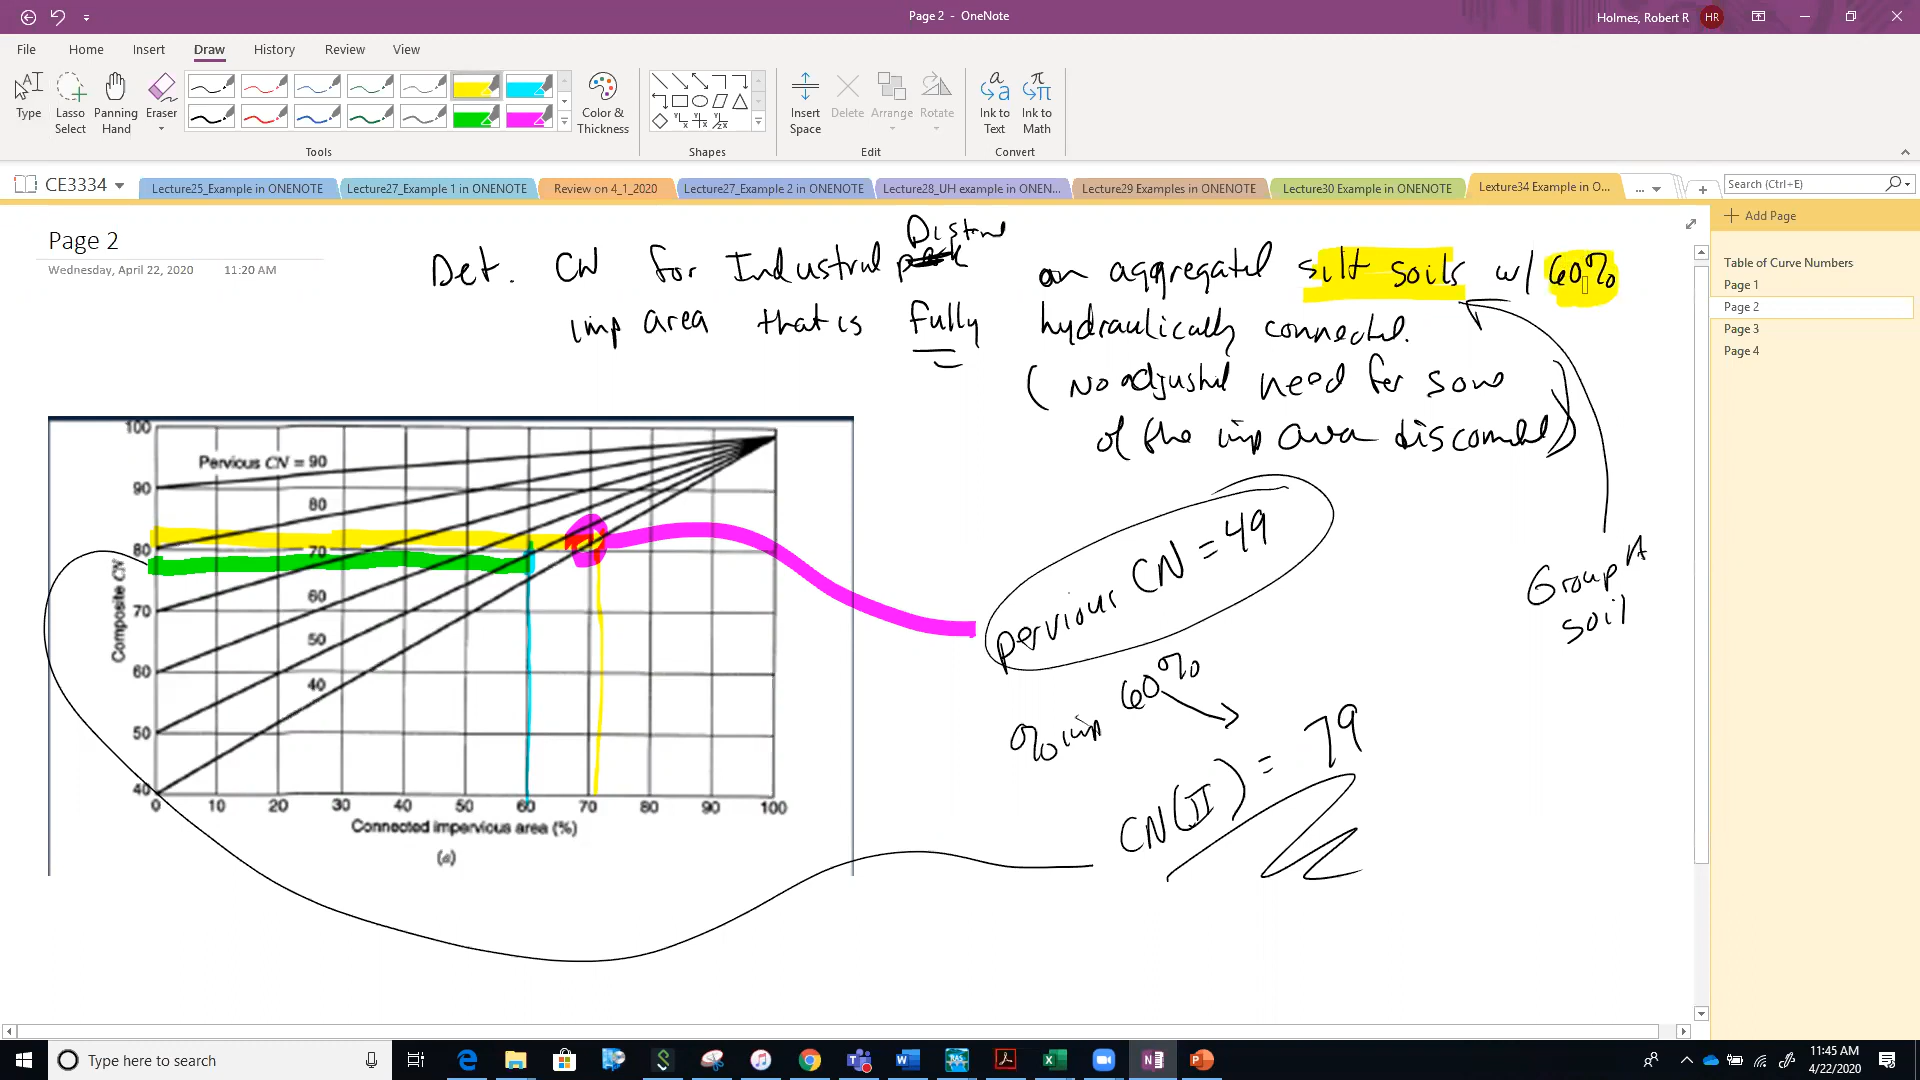 Page 2 - OneNote
Holmes, Robert R HR
File Home Insert Draw History Review View
Type
Lasso Select
Panning Hand
Eraser
Color & Thickness
Insert Space
Delete
Arrange
Rotate
Ink to Text
Ink to Math
Tools
Shapes
Edit
Convert
CE3334
Lecture25_Example in ONENOTE
Lecture27_Example 1 in ONENOTE
Review on 4_1_2020
Lecture27_Example 2 in ONENOTE
Lecture28_UH example in ONEN...
Lecture29 Examples in ONENOTE
Lecture30 Example in ONENOTE
Lexture34 Example in O...
...
Search (Ctrl+E)
Add Page
Table of Curve Numbers
Page 1
Page 2
Page 3
Page 4
Page 2
Wednesday, April 22, 2020 11:20 AM
Det. CN for Industrial District on aggregated silt soils w/ 60%
imp area that is fully hydraulically connected.
(No adjustment need for some
of the imp area disconnected)
Group A
soil
pervious CN = 49
% imp 60%
CN(II) = 79
100
90
80
70
60
50
40
Composite CN
Pervious CN = 90
80
70
60
50
40
0 10 20 30 40 50 60 70 80 90 100
Connected impervious area (%)
(a)
Type here to search
11:45 AM
4/22/2020